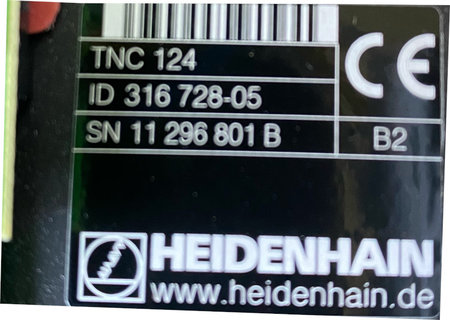 TNC 124
ID 316 728-05
SN 11 296 801 B
CE
B2
HEIDENHAIN
www.heidenhain.de